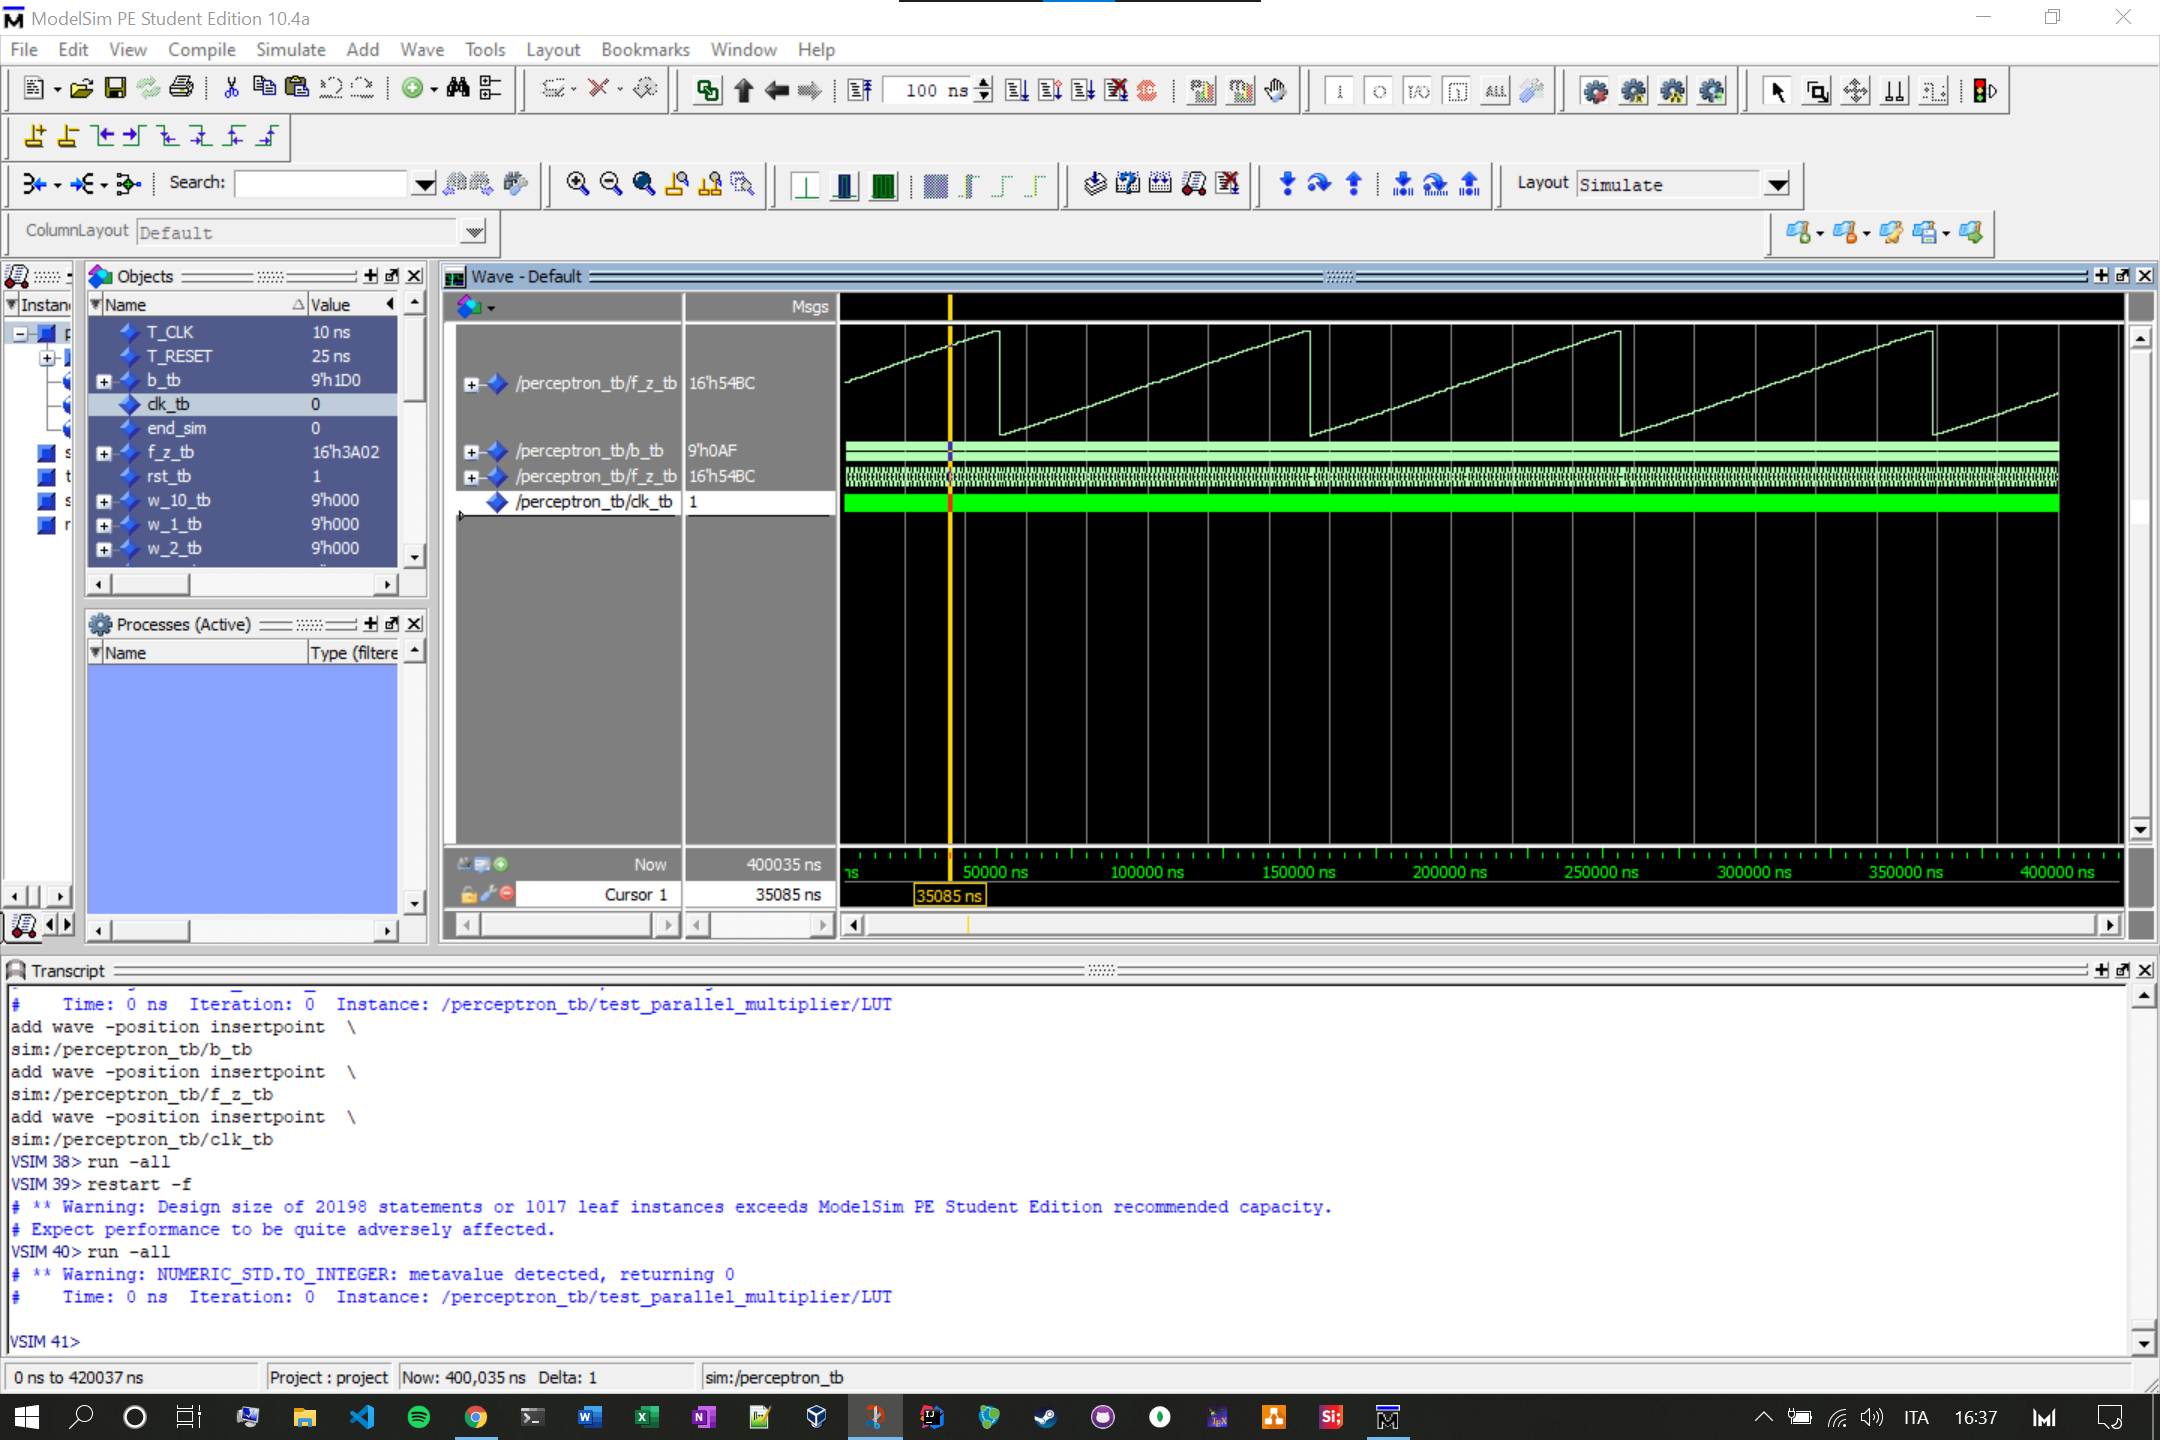 ModelSim PE Student Edition 10.4a
File Edit View Compile Simulate Add Wave Tools Layout Bookmarks Window Help
100 ns
Search:
Layout Simulate
ColumnLayout Default
Instan
Objects
Name Value
T_CLK 10 ns
T_RESET 25 ns
b_tb 9'h1D0
clk_tb 0
end_sim 0
f_z_tb 16'h3A02
rst_tb 1
w_10_tb 9'h000
w_1_tb 9'h000
w_2_tb 9'h000
Processes (Active)
Name Type (filtere
Wave - Default
Msgs
/perceptron_tb/f_z_tb 16'h54BC
/perceptron_tb/b_tb 9'h0AF
/perceptron_tb/f_z_tb 16'h54BC
/perceptron_tb/clk_tb 1
Now 400035 ns
ns 50000 ns 100000 ns 150000 ns 200000 ns 250000 ns 300000 ns 350000 ns 400000 ns
Cursor 1 35085 ns
35085 ns
Transcript
# Time: 0 ns Iteration: 0 Instance: /perceptron_tb/test_parallel_multiplier/LUT
add wave -position insertpoint \
sim:/perceptron_tb/b_tb
add wave -position insertpoint \
sim:/perceptron_tb/f_z_tb
add wave -position insertpoint \
sim:/perceptron_tb/clk_tb
VSIM 38> run -all
VSIM 39> restart -f
# ** Warning: Design size of 20198 statements or 1017 leaf instances exceeds ModelSim PE Student Edition recommended capacity.
# Expect performance to be quite adversely affected.
VSIM 40> run -all
# ** Warning: NUMERIC_STD.TO_INTEGER: metavalue detected, returning 0
# Time: 0 ns Iteration: 0 Instance: /perceptron_tb/test_parallel_multiplier/LUT
VSIM 41>
0 ns to 420037 ns Project : project Now: 400,035 ns Delta: 1 sim:/perceptron_tb
ITA 16:37